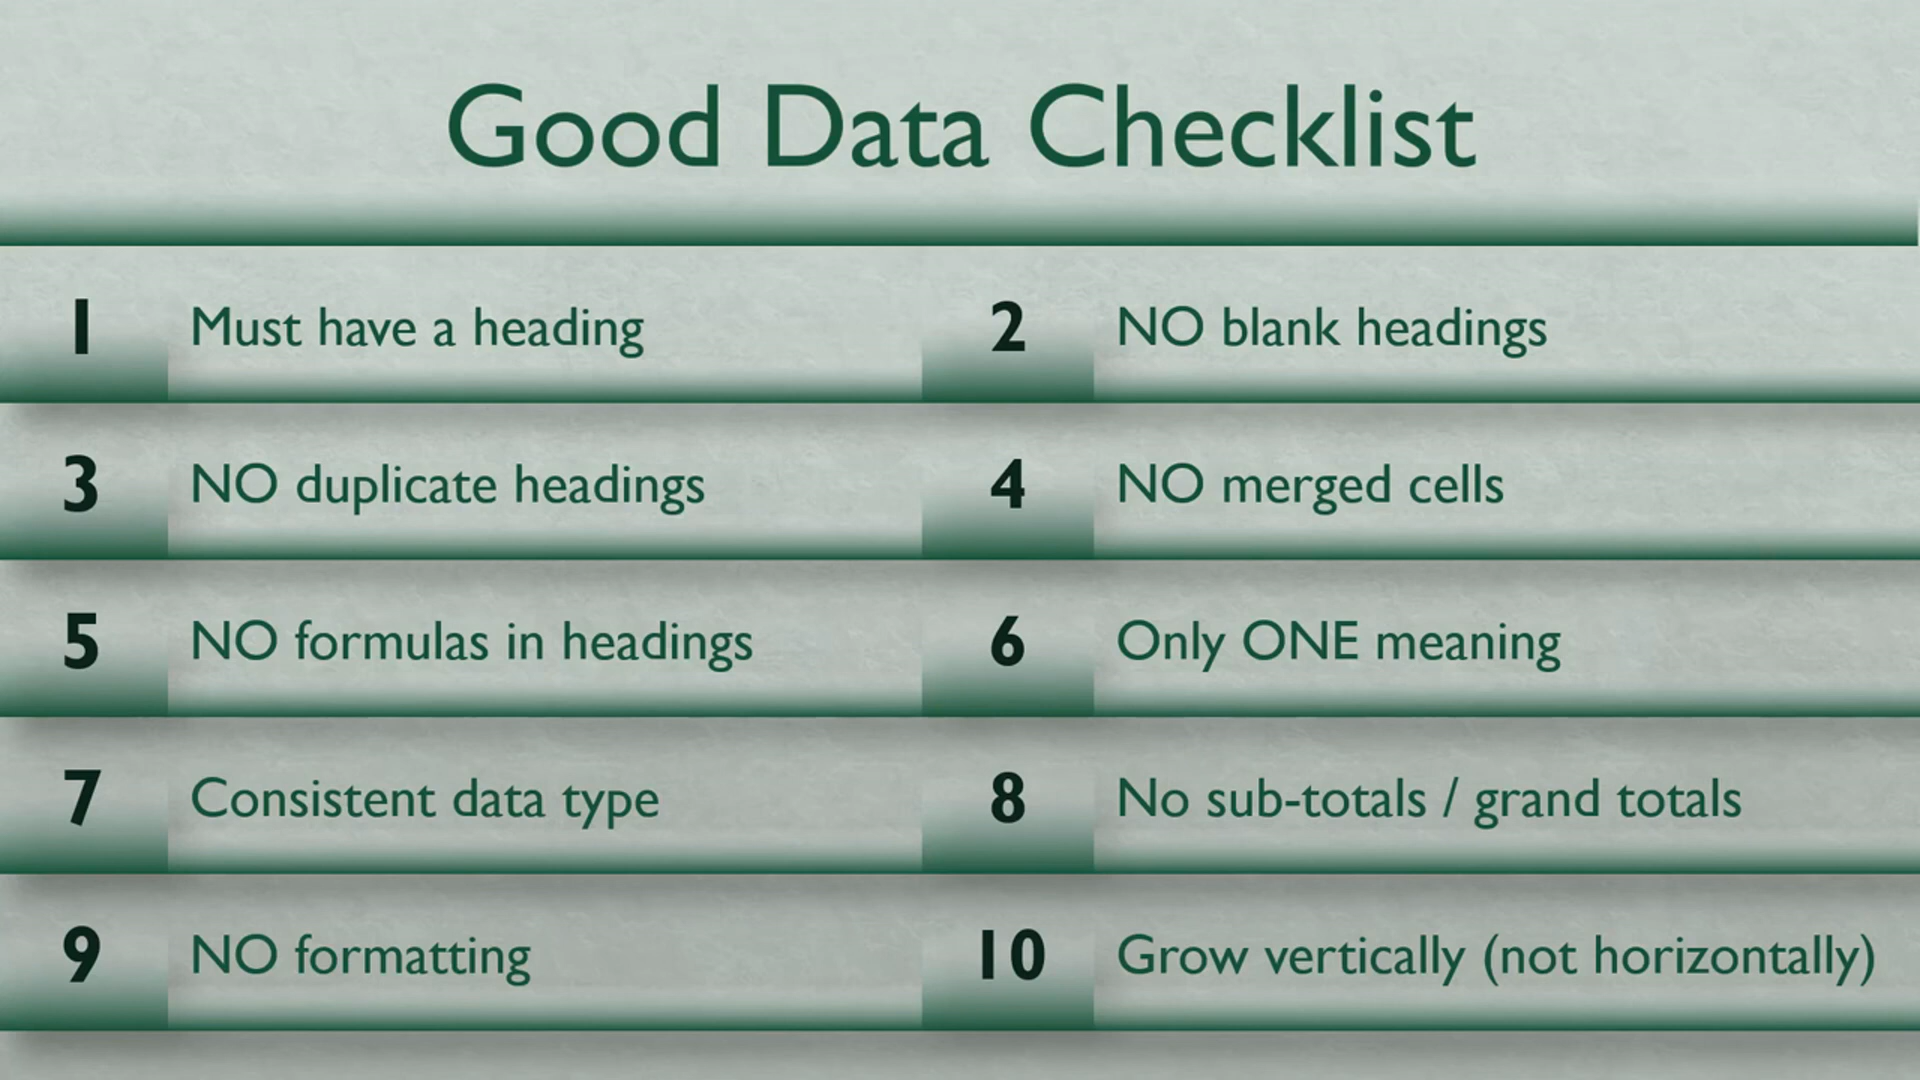 Good Data Checklist
1 Must have a heading
2 NO blank headings
3 NO duplicate headings
4 NO merged cells
5 NO formulas in headings
6 Only ONE meaning
7 Consistent data type
8 No sub-totals / grand totals
9 NO formatting
10 Grow vertically (not horizontally)